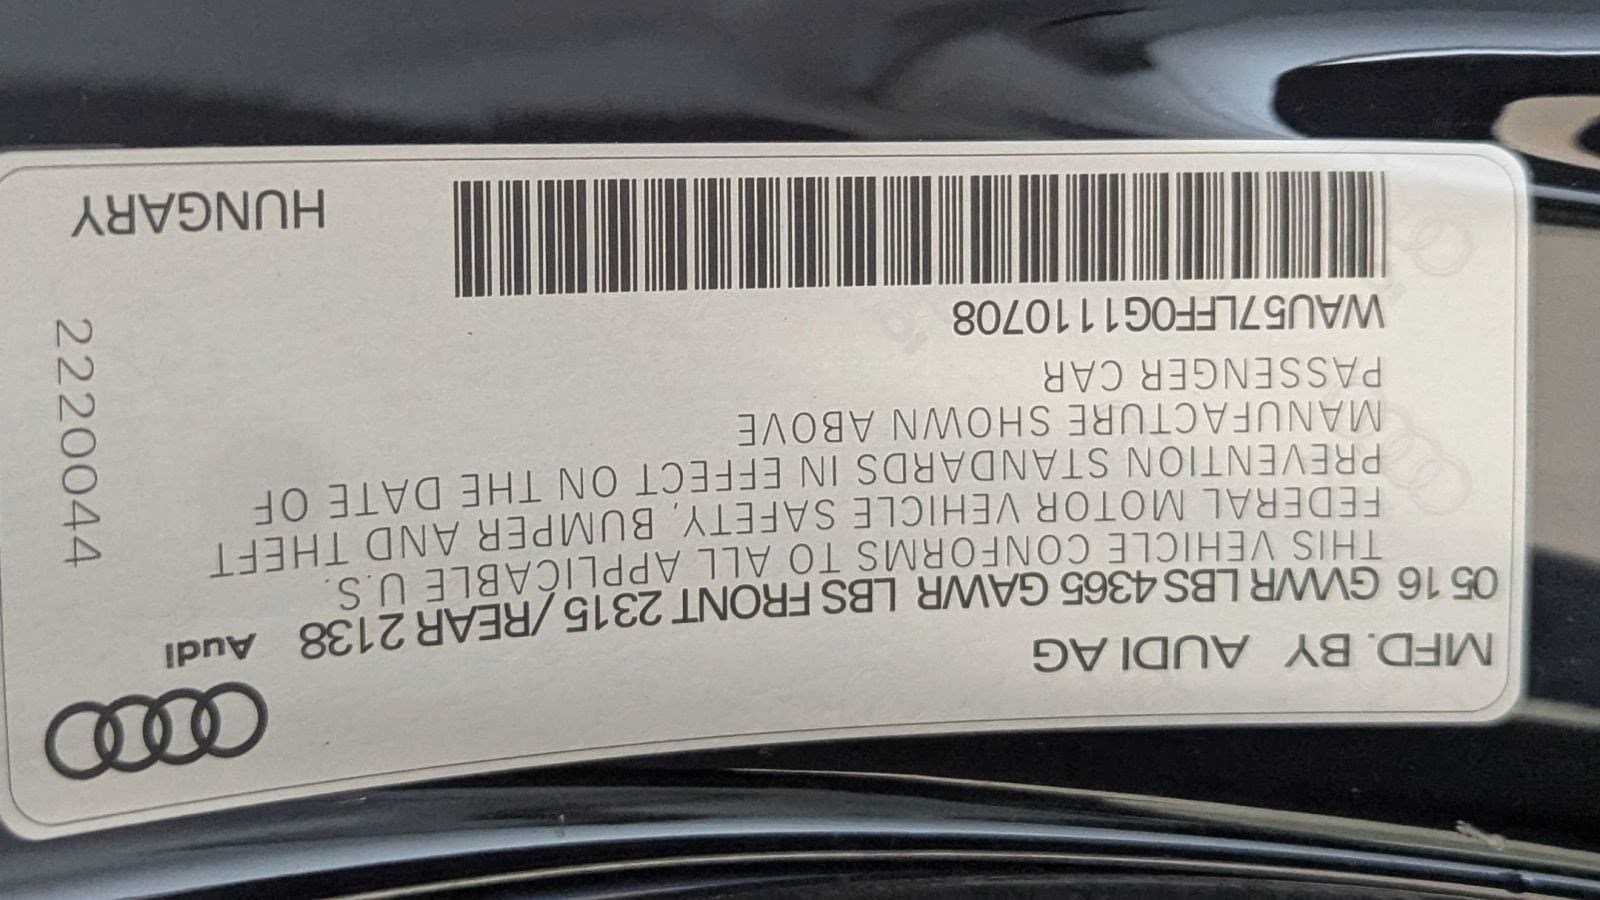 MFD. BY AUDI AG
Audi
05 16 GVWR LBS 4365 GAWR LBS FRONT 2315 / REAR 2138
THIS VEHICLE CONFORMS TO ALL APPLICABLE U.S.
FEDERAL MOTOR VEHICLE SAFETY, BUMPER AND THEFT
PREVENTION STANDARDS IN EFFECT ON THE DATE OF
MANUFACTURE SHOWN ABOVE
PASSENGER CAR
WAU57LFF0G1110708
HUNGARY
2220044